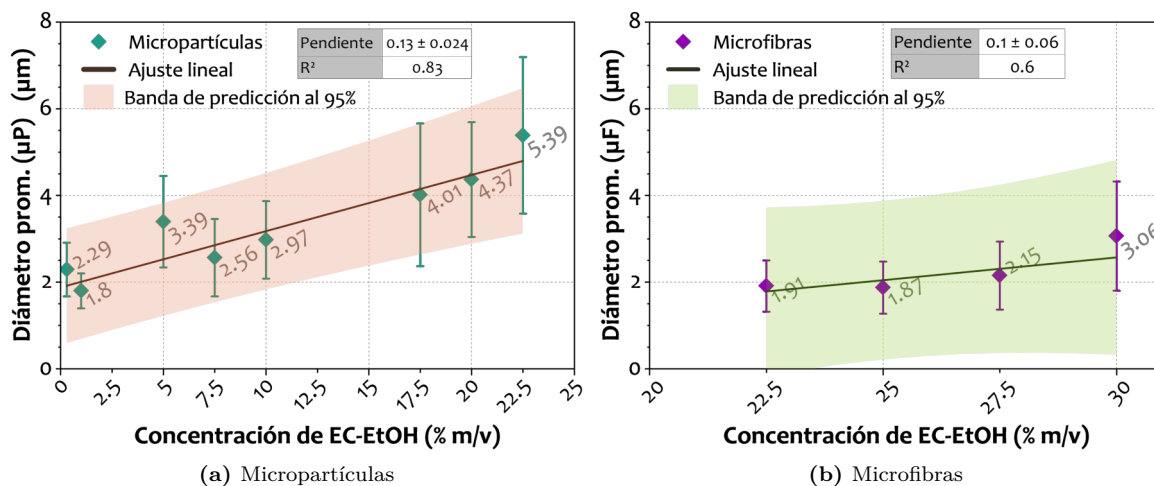 Micropartículas
Ajuste lineal
Banda de predicción al 95%
Pendiente 0.13 ± 0.024
R² 0.83
Diámetro prom. (µP) (µm)
8
6
4
2
0
2.29
1.8
3.39
2.56
2.97
4.01
4.37
5.39
0 2.5 5 7.5 10 12.5 15 17.5 20 22.5 25
Concentración de EC-EtOH (% m/v)
(a) Micropartículas
Microfibras
Ajuste lineal
Banda de predicción al 95%
Pendiente 0.1 ± 0.06
R² 0.6
Diámetro prom. (µF) (µm)
8
6
4
2
0
1.91
1.87
2.15
3.06
20 22.5 25 27.5 30
Concentración de EC-EtOH (% m/v)
(b) Microfibras